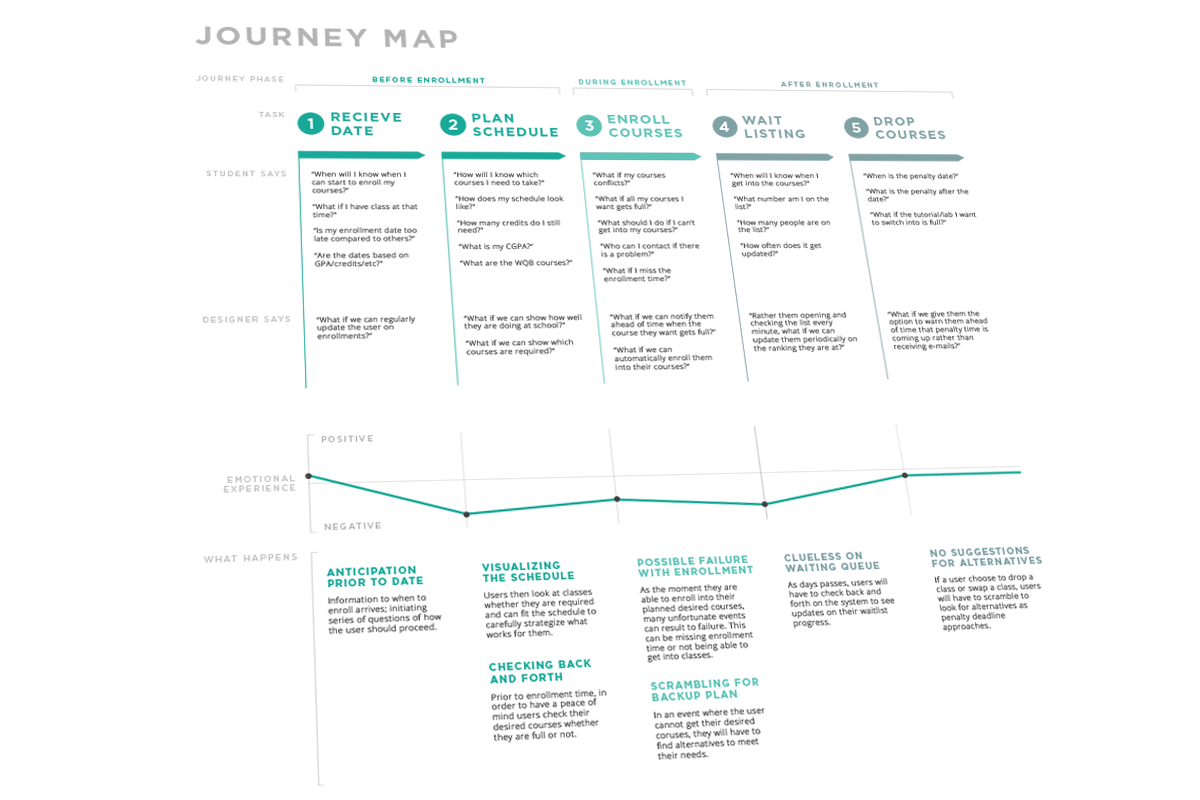 JOURNEY MAP
JOURNEY PHASE
BEFORE ENROLLMENT
DURING ENROLLMENT
AFTER ENROLLMENT
TASK
1 RECIEVE
DATE
2 PLAN
SCHEDULE
3 ENROLL
COURSES
4 WAIT
LISTING
5 DROP
COURSES
STUDENT SAYS
"When will I know when I
can start to enroll my
courses?"
"What if I have class at that
time?"
"Is my enrollment date too
late compared to others?"
"Are the dates based on
GPA/credits/etc?"
"How will I know which
courses I need to take?"
"How does my schedule look
like?"
"How many credits do I still
need?"
"What is my CGPA?"
"What are the WQB courses?"
"What if my courses
conflicts?"
"What if all my courses I
want gets full?"
"What should I do if I can't
get into my courses?"
"Who can I contact if there
is a problem?"
"What if I miss the
enrollment time?"
"When will I know when I
get into the courses?"
"What number am I on the
list?"
"How many people are on
the list?"
"How often does it get
updated?"
"When is the penalty date?"
"What is the penalty after the
date?"
"What if the tutorial/lab I want
to switch into is full?"
DESIGNER SAYS
"What if we can regularly
update the user on
enrollments?"
"What if we can show how well
they are doing at school?"
"What if we can show which
courses are required?"
"What if we can notify them
ahead of time when the
course they want gets full?"
"What if we can
automatically enroll them
into their courses?"
"Rather them opening and
checking the list every
minute, what if we can
update them periodically on
the ranking they are at?"
"What if we give them the
option to warn them ahead
of time that penalty time is
coming up rather than
receiving e-mails?"
POSITIVE
EMOTIONAL
EXPERIENCE
NEGATIVE
WHAT HAPPENS
ANTICIPATION
PRIOR TO DATE
Information to when to
enroll arrives; initiating
series of questions of how
the user should proceed.
VISUALIZING
THE SCHEDULE
Users then look at classes
whether they are required
and can fit the schedule to
carefully strategize what
works for them.
CHECKING BACK
AND FORTH
Prior to enrollment time, in
order to have a peace of
mind users check their
desired courses whether
they are full or not.
POSSIBLE FAILURE
WITH ENROLLMENT
As the moment they are
able to enroll into their
planned desired courses,
many unfortunate events
can result to failure. This
can be missing enrollment
time or not being able to
get into classes.
SCRAMBLING FOR
BACKUP PLAN
In an event where the user
cannot get their desired
coruses, they will have to
find alternatives to meet
their needs.
CLUELESS ON
WAITING QUEUE
As days passes, users will
have to check back and
forth on the system to see
updates on their waitlist
progress.
NO SUGGESTIONS
FOR ALTERNATIVES
If a user choose to drop a
class or swap a class, users
will have to scramble to
look for alternatives as
penalty deadline
approaches.